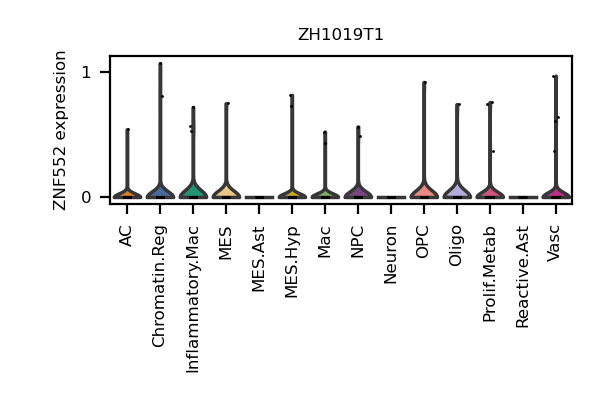 ZH1019T1
ZNF552 expression
1
0
AC
Chromatin.Reg
Inflammatory.Mac
MES
MES.Ast
MES.Hyp
Mac
NPC
Neuron
OPC
Oligo
Prolif.Metab
Reactive.Ast
Vasc